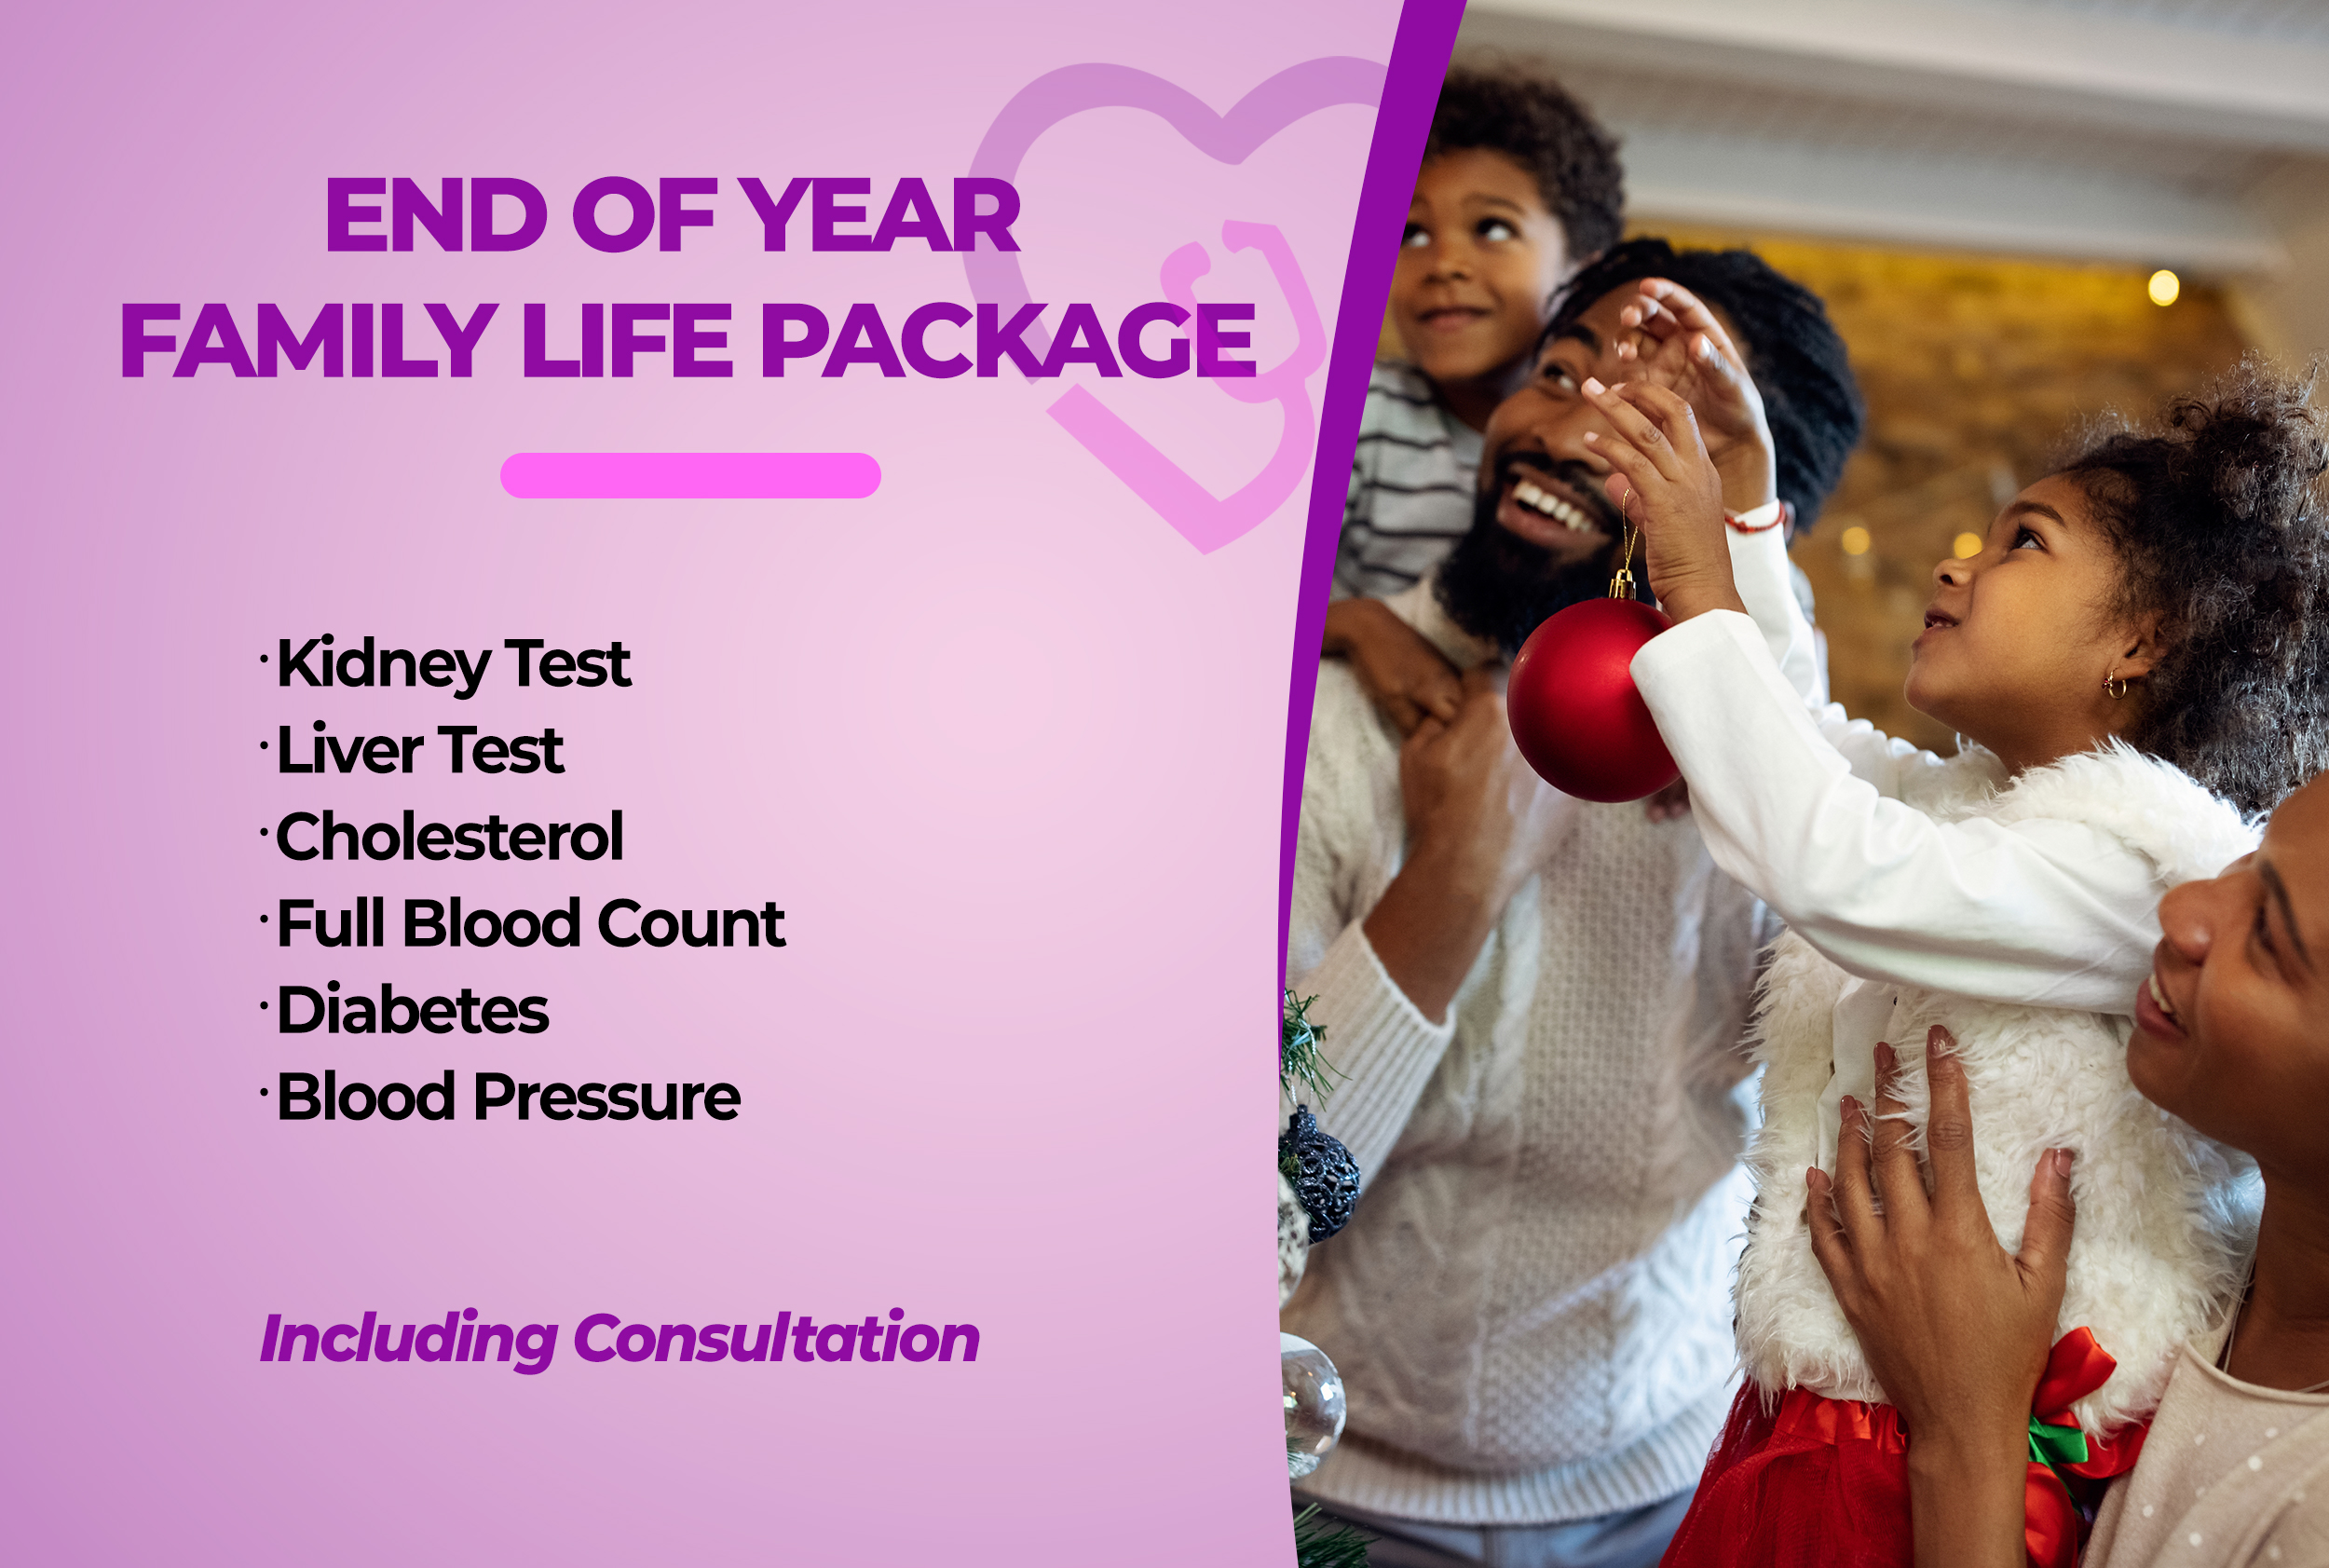 END OF YEAR
FAMILY LIFE PACKAGE
· Kidney Test
· Liver Test
· Cholesterol
· Full Blood Count
· Diabetes
· Blood Pressure
Including Consultation